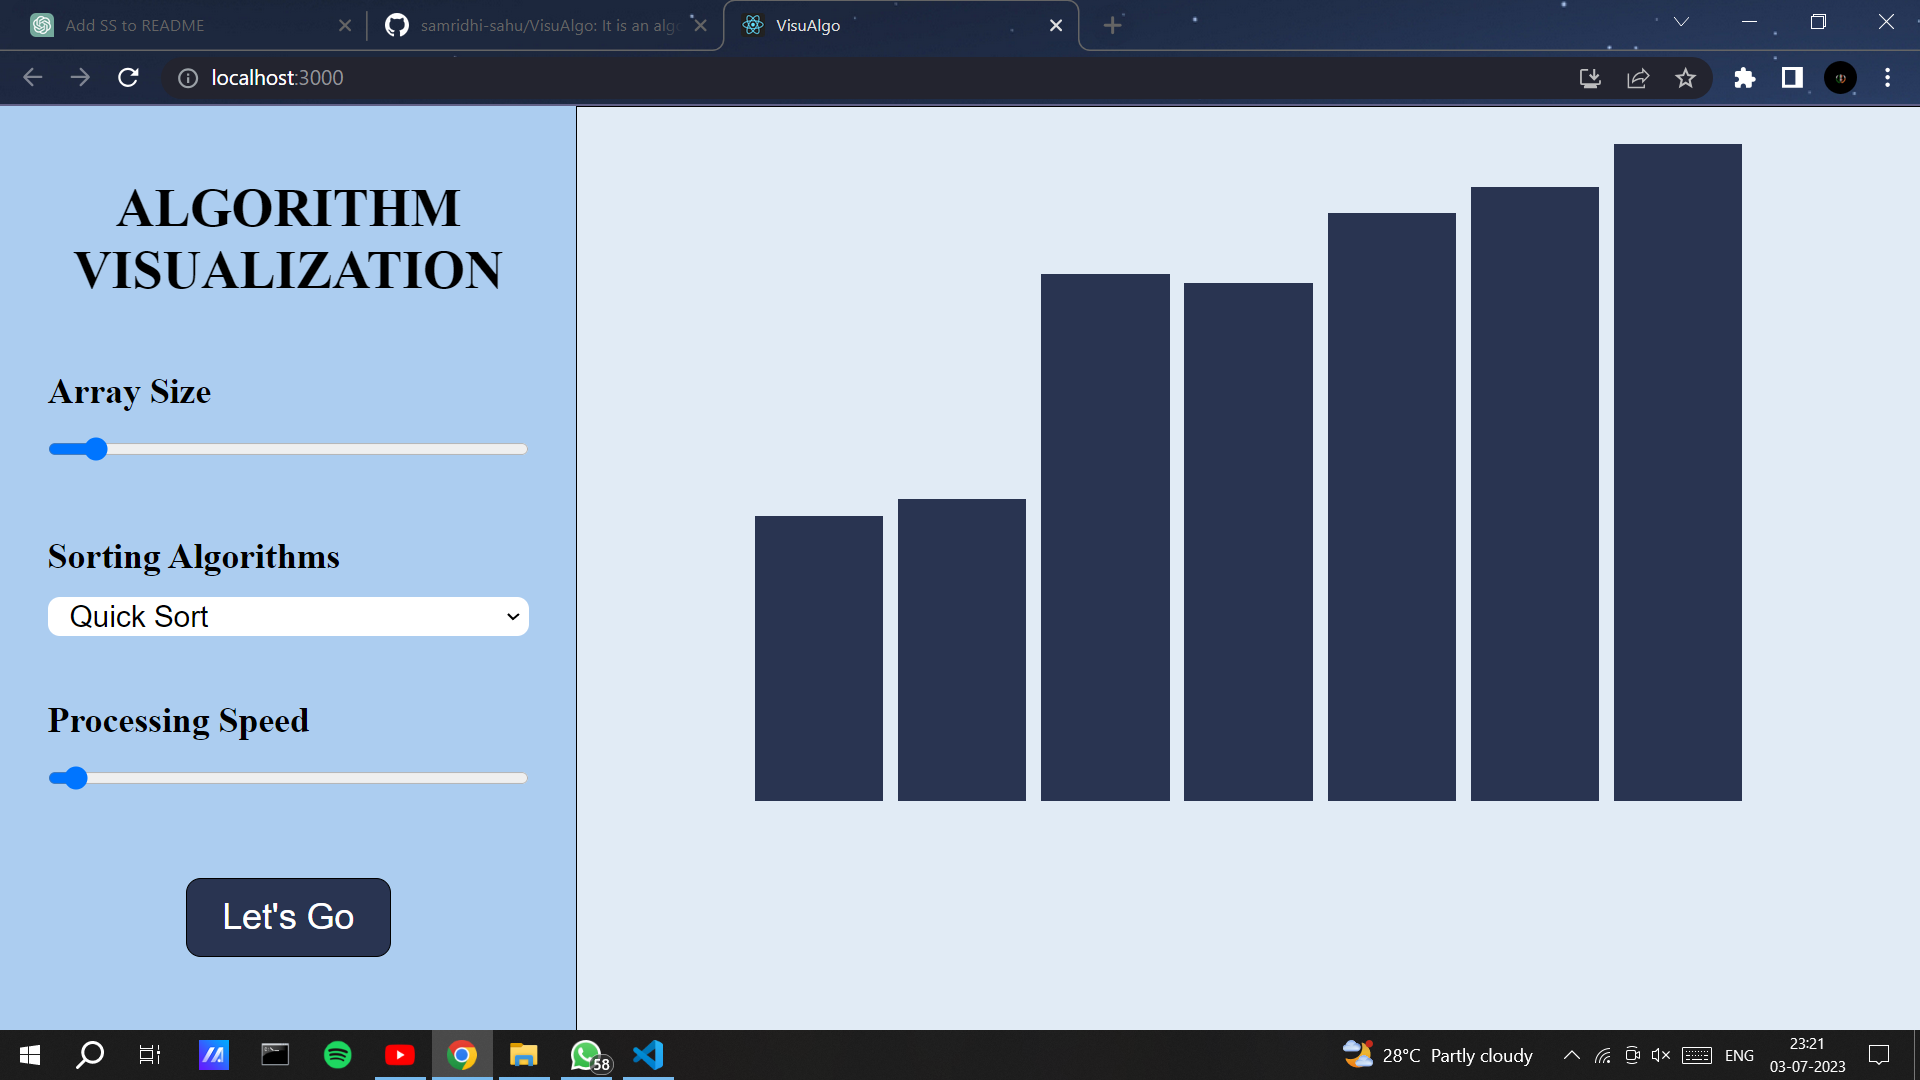 Add SS to README
samridhi-sahu/VisuAlgo: It is an algo
VisuAlgo
localhost:3000
ALGORITHM
VISUALIZATION
Array Size
Sorting Algorithms
Quick Sort
Processing Speed
Let's Go
58
28°C Partly cloudy
ENG
23:21
03-07-2023